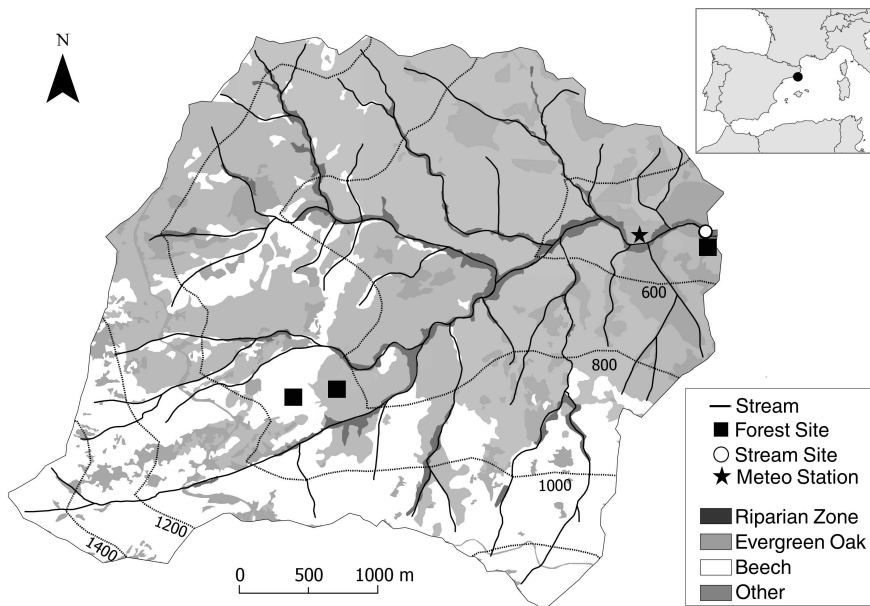 N
600
800
1000
1200
1400
0 500 1000 m
Stream
Forest Site
Stream Site
Meteo Station
Riparian Zone
Evergreen Oak
Beech
Other